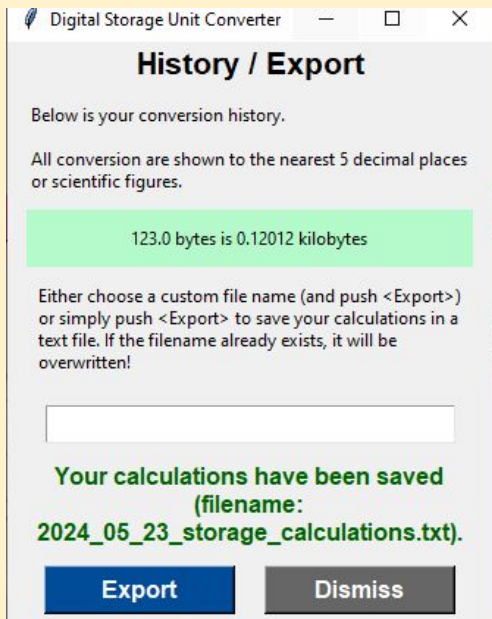 Digital Storage Unit Converter
History / Export
Below is your conversion history.
All conversion are shown to the nearest 5 decimal places
or scientific figures.
123.0 bytes is 0.12012 kilobytes
Either choose a custom file name (and push <Export>)
or simply push <Export> to save your calculations in a
text file. If the filename already exists, it will be
overwritten!
Your calculations have been saved
(filename:
2024_05_23_storage_calculations.txt).
Export Dismiss